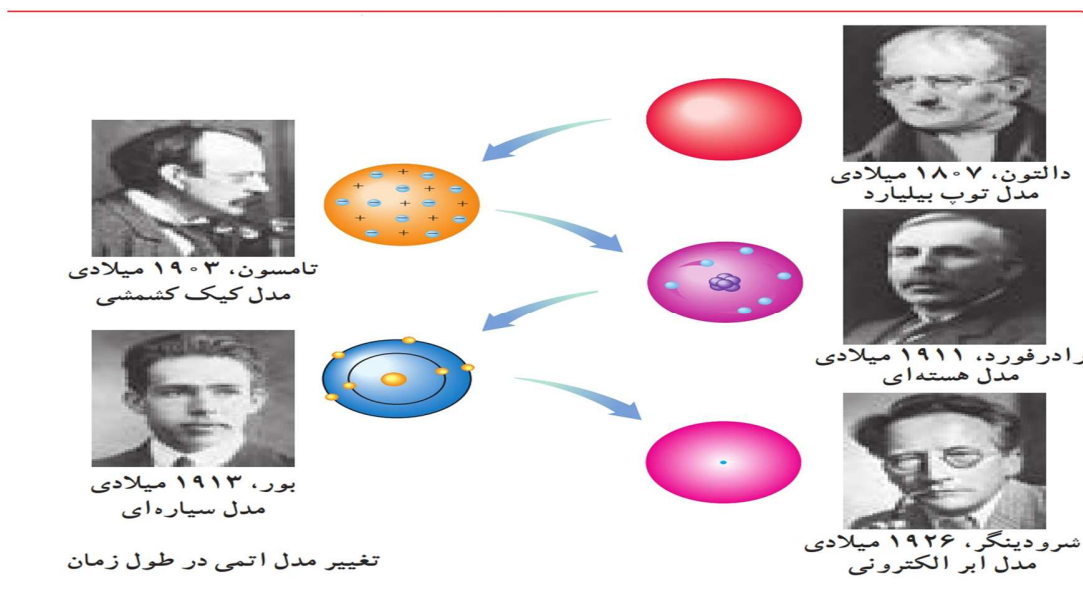 دالتون، ۱۸۰۷ میلادی
مدل توپ بیلیارد
تامسون، ۱۹۰۳ میلادی
مدل کیک کشمشی
رادرفورد، ۱۹۱۱ میلادی
مدل هسته‌ای
بور، ۱۹۱۳ میلادی
مدل سیاره‌ای
شرودینگر، ۱۹۲۶ میلادی
مدل ابر الکترونی
تغییر مدل اتمی در طول زمان